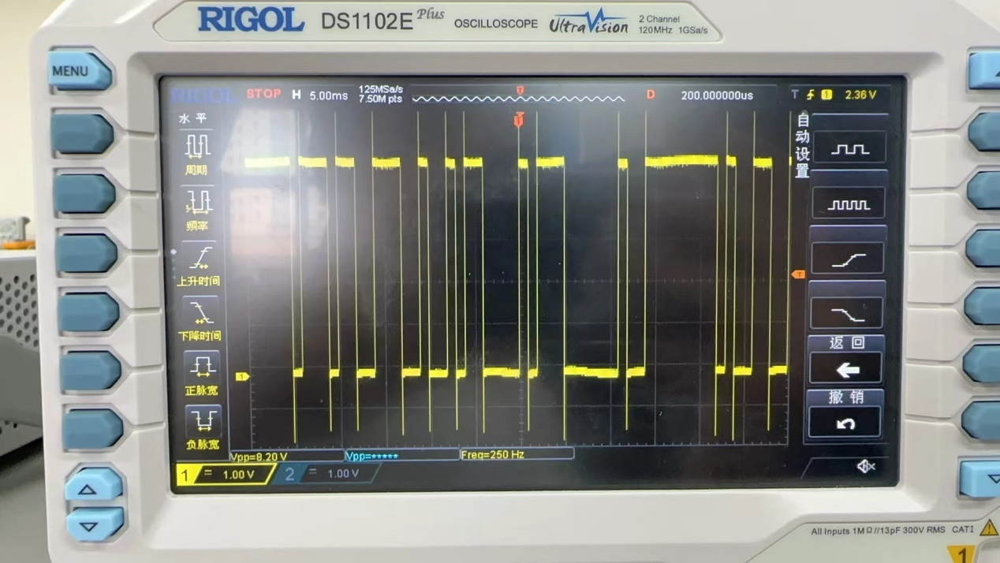 RIGOL DS1102E Plus OSCILLOSCOPE UltraVision 2 Channel
120MHz 1GSa/s
MENU
RIGOL STOP H 5.00ms 125MSa/s
7.50M pts
T
D 200.000000us T 1 2.36 V
水平
T
自动设置
周期
频率
上升时间
T
下降时间
返回
1
正脉宽
撤销
负脉宽
Vpp=8.20 V Vpp=***** Freq=250 Hz
1 1.00 V 2 1.00 V
All Inputs 1MΩ//13pF 300V RMS CAT I
1